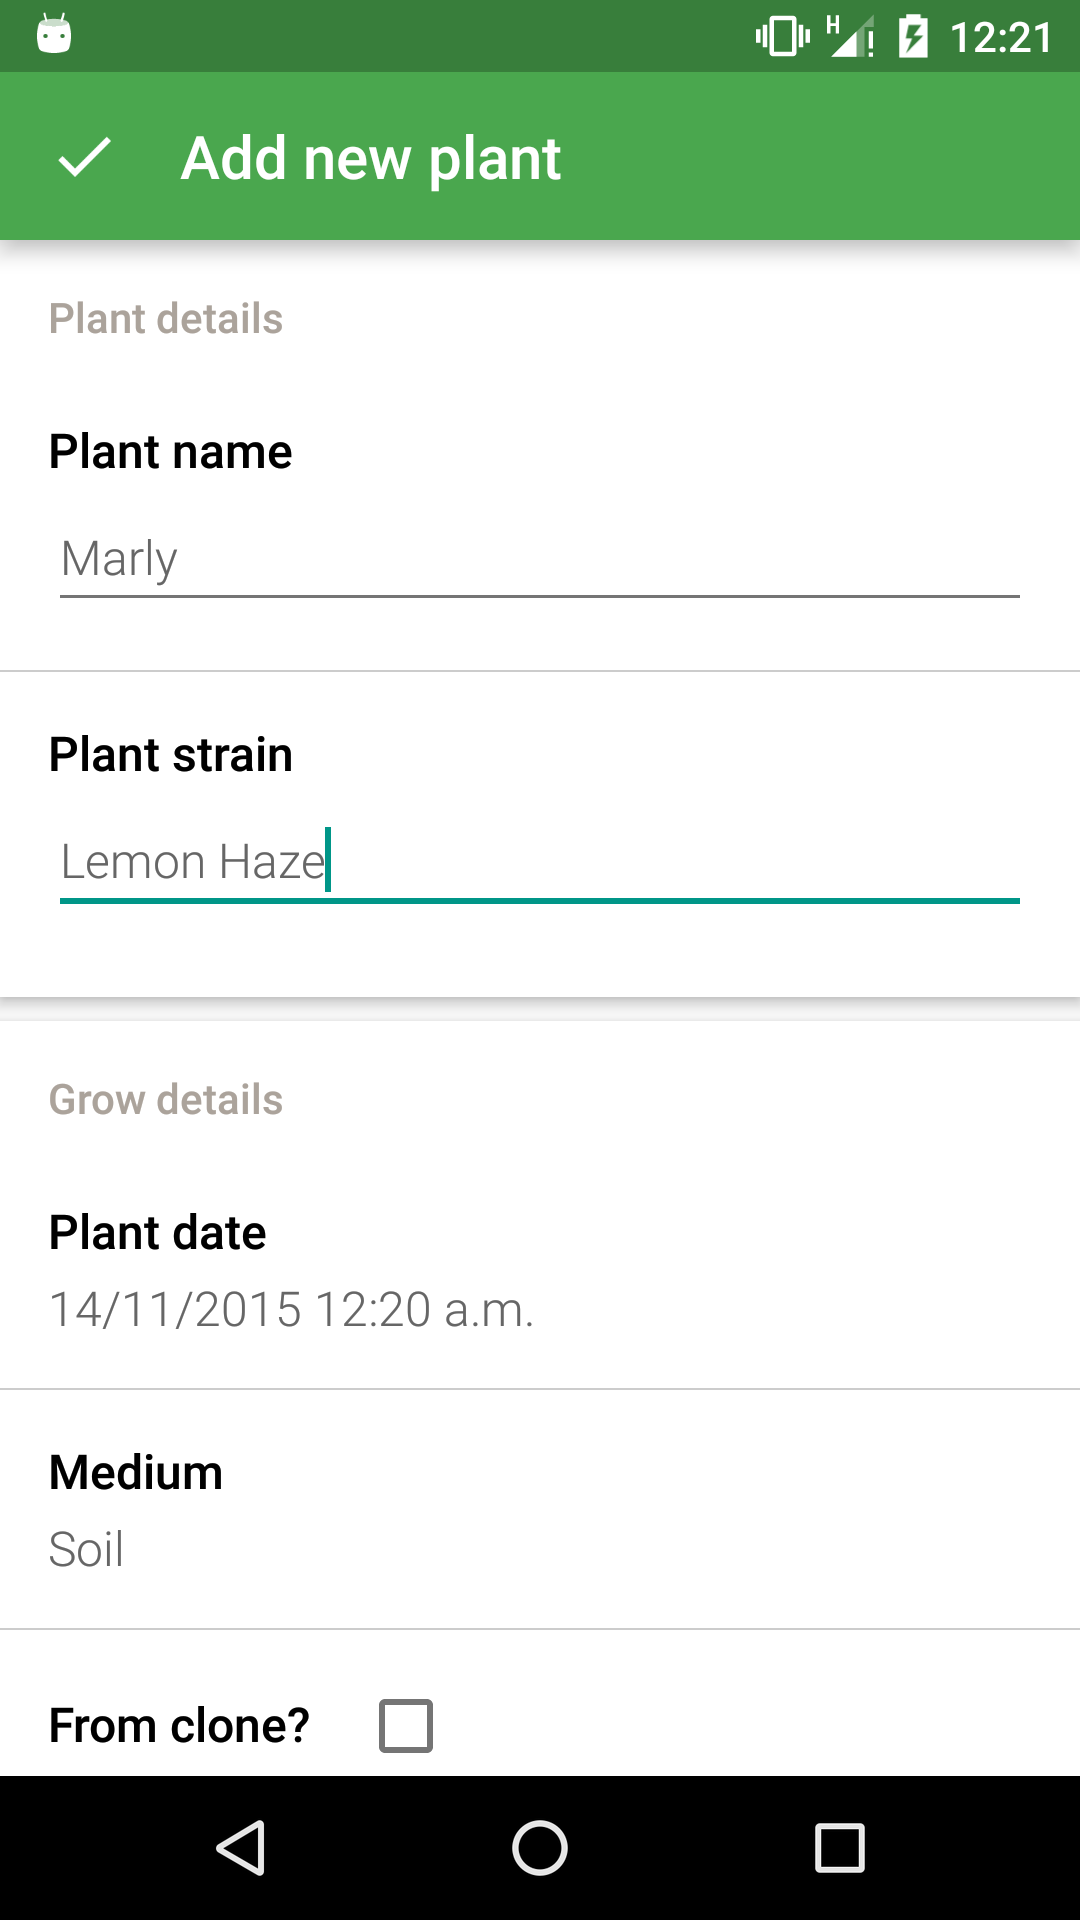 H 12:21
Add new plant
Plant details
Plant name
Marly
Plant strain
Lemon Haze
Grow details
Plant date
14/11/2015 12:20 a.m.
Medium
Soil
From clone?